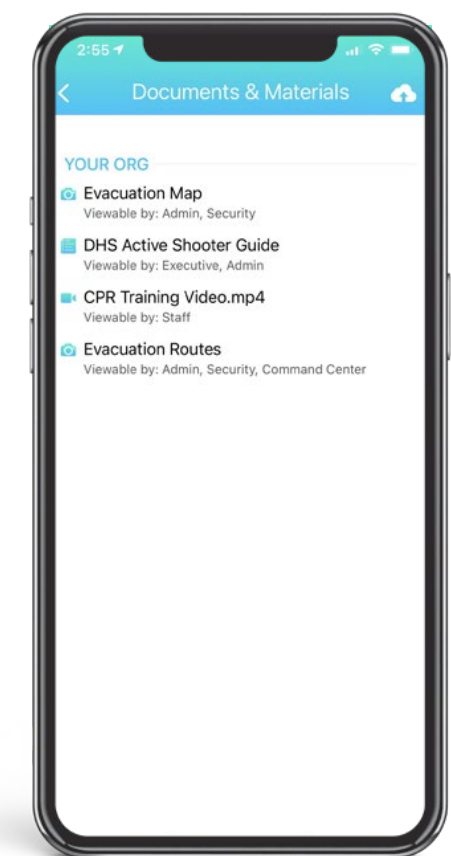 2:55
Documents & Materials
YOUR ORG
Evacuation Map
Viewable by: Admin, Security
DHS Active Shooter Guide
Viewable by: Executive, Admin
CPR Training Video.mp4
Viewable by: Staff
Evacuation Routes
Viewable by: Admin, Security, Command Center